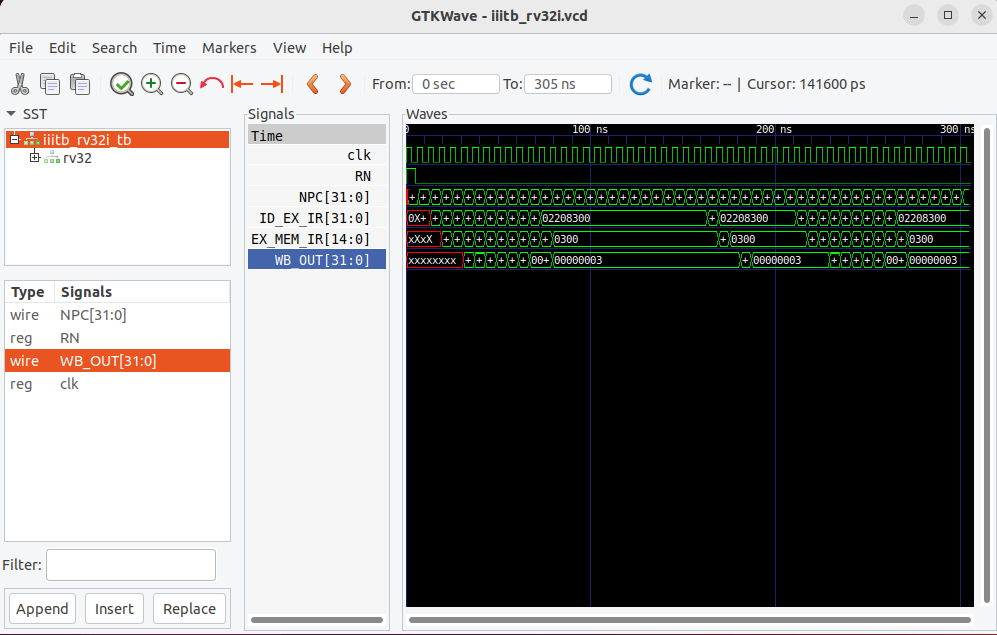 GTKWave - iiitb_rv32i.vcd
File Edit Search Time Markers View Help
From: 0 sec To: 305 ns Marker: -- | Cursor: 141600 ps
SST
iiitb_rv32i_tb
rv32
Type Signals
wire NPC[31:0]
reg RN
wire WB_OUT[31:0]
reg clk
Filter:
Append Insert Replace
Signals
Time
clk
RN
NPC[31:0]
ID_EX_IR[31:0]
EX_MEM_IR[14:0]
WB_OUT[31:0]
Waves
0 100 ns 200 ns 300 ns
+ + + + + + + + + + + + + + + + + + + + + + + + + + + + + + + + + + + + + + + + + + + + + + + + + +
0X+ + + + + + + + + + + 02208300 + 02208300 + + + + + + + + + 02208300
xXxX + + + + + + + + + + 0300 + 0300 + + + + + + + + + 0300
xxxxxxxx + + + + + + 00+ 00000003 + 00000003 + + + + + 00+ 00000003